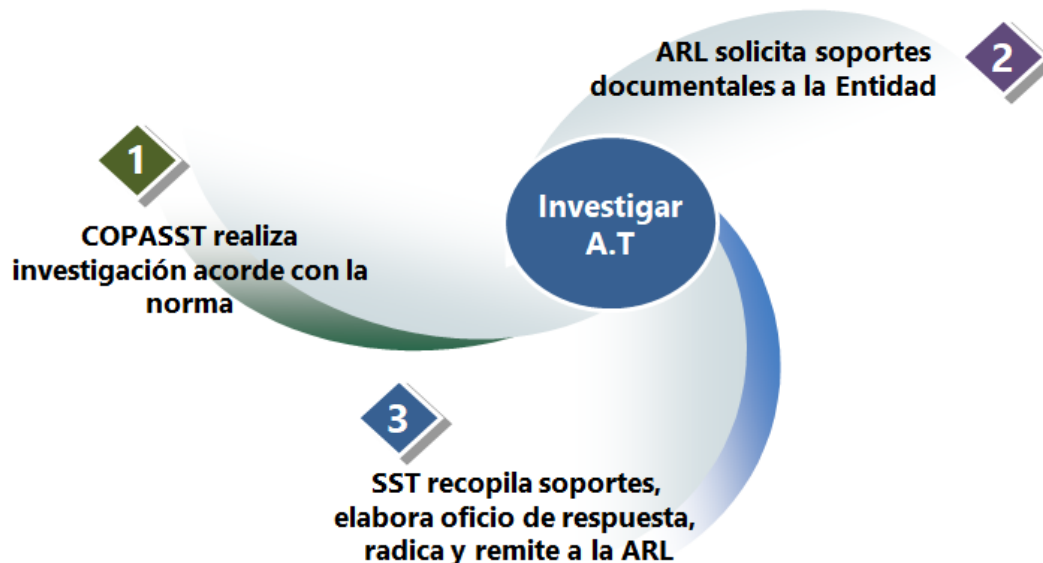 1
COPASST realiza
investigación acorde con la
norma
ARL solicita soportes
documentales a la Entidad
2
Investigar
A.T
3
SST recopila soportes,
elabora oficio de respuesta,
radica y remite a la ARL